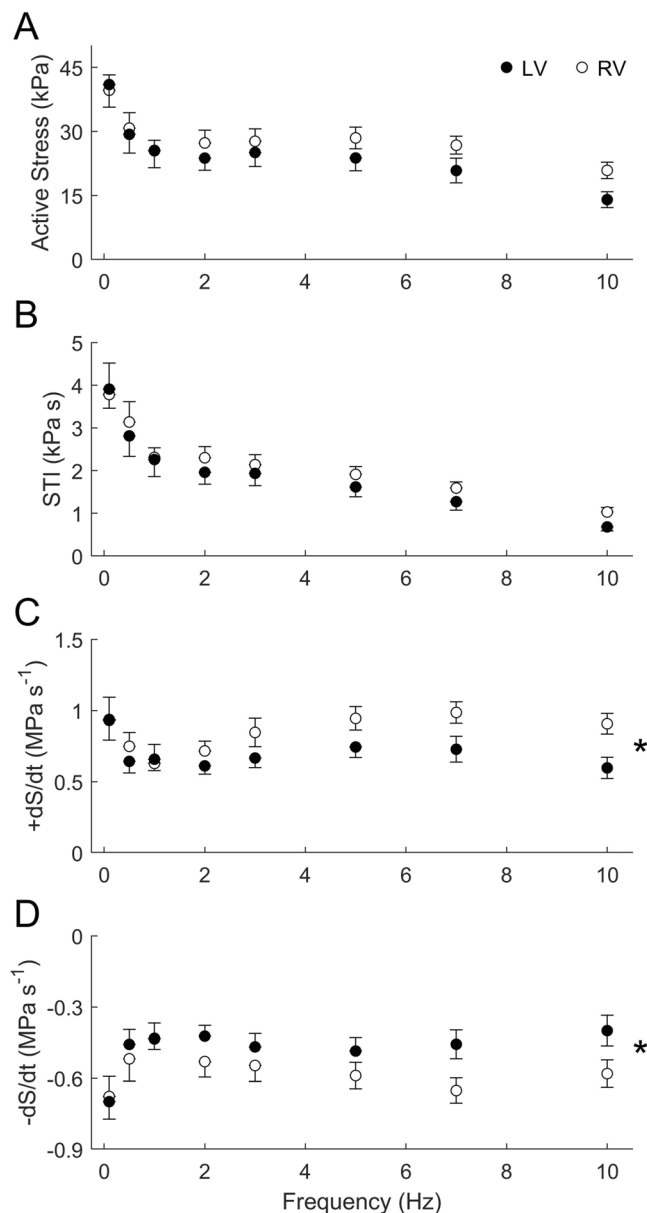 A
Active Stress (kPa)
45
30
15
0
LV RV
0 2 4 6 8 10
B
STI (kPa s)
5
4
3
2
1
0
0 2 4 6 8 10
C
+dS/dt (MPa s⁻¹)
1.5
1
0.5
0
*
0 2 4 6 8 10
D
-dS/dt (MPa s⁻¹)
0
-0.3
-0.6
-0.9
*
0 2 4 6 8 10
Frequency (Hz)